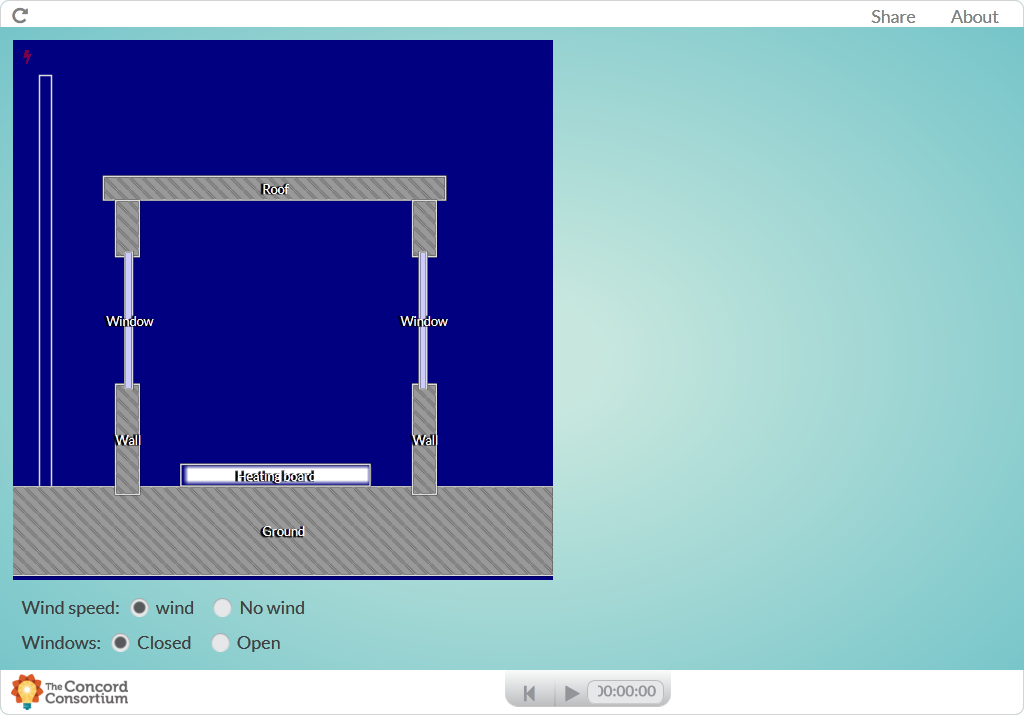 Share About
Roof
Window Window
Wall Wall
Heating board
Ground
Wind speed: wind No wind
Windows: Closed Open
The Concord
Consortium
00:00:00